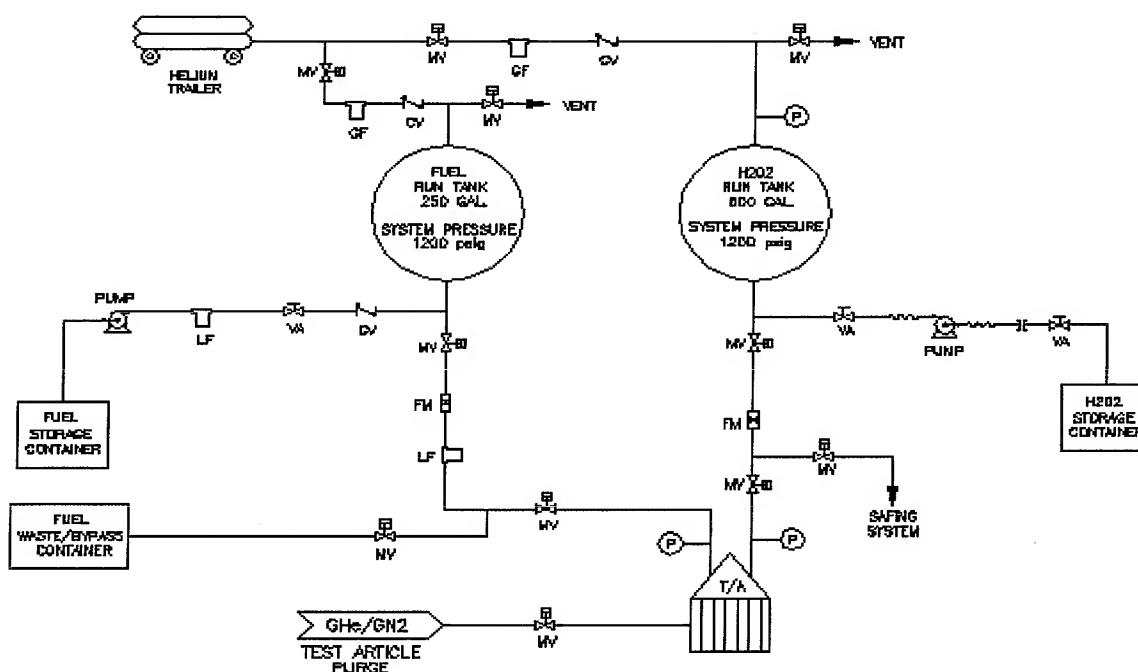 HELIUM
TRAILER
MV
GF
CV
MV
VENT
MV
GF
CV
MV
VENT
P
FUEL
RUN TANK
250 GAL.
SYSTEM PRESSURE
1200 psig
H2O2
RUN TANK
SYSTEM PRESSURE
1200 psig
PUMP
LF
VA
CV
MV
MV
VA
PUMP
VA
FUEL
STORAGE
CONTAINER
H2O2
STORAGE
CONTAINER
FM
FM
LF
MV
MV
SAFING
SYSTEM
FUEL
WASTE/BYPASS
CONTAINER
MV
MV
P
P
T/A
GHe/GN2
MV
TEST ARTICLE
PURGE